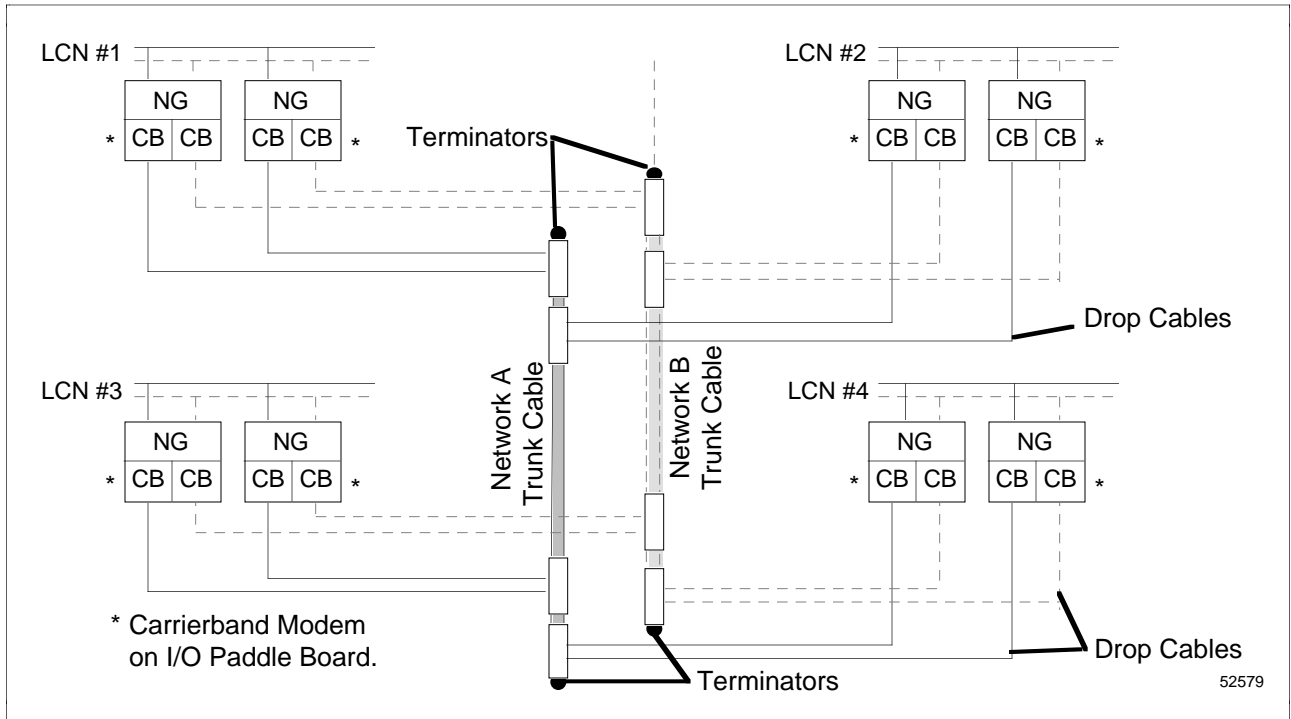 LCN #1
NG
NG
* CB CB
CB CB *
Terminators
LCN #2
NG
NG
* CB CB
CB CB *
Drop Cables
Network A
Trunk Cable
Network B
Trunk Cable
LCN #3
NG
NG
* CB CB
CB CB *
LCN #4
NG
NG
* CB CB
CB CB *
* Carrierband Modem
on I/O Paddle Board.
Terminators
Drop Cables
52579